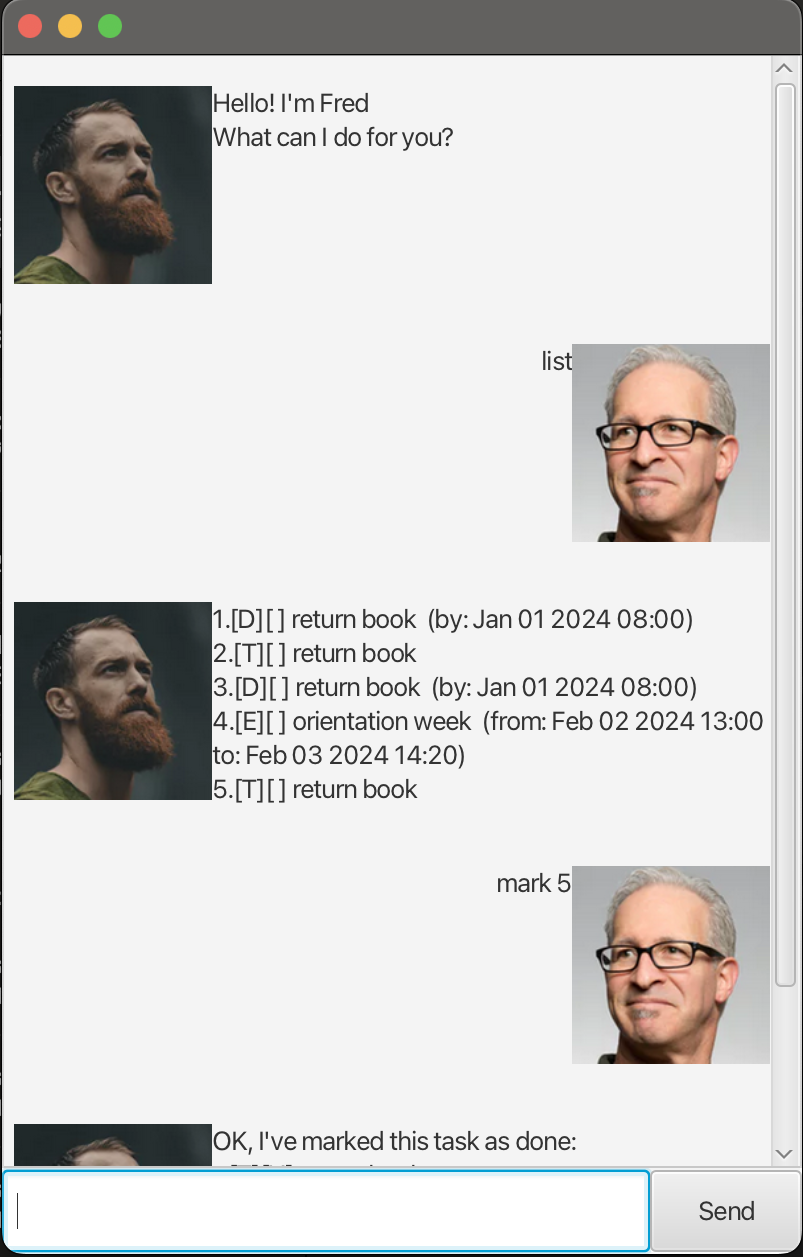 Hello! I'm Fred
What can I do for you?
list
1.[D][ ] return book  (by: Jan 01 2024 08:00)
2.[T][ ] return book
3.[D][ ] return book  (by: Jan 01 2024 08:00)
4.[E][ ] orientation week  (from: Feb 02 2024 13:00
to: Feb 03 2024 14:20)
5.[T][ ] return book
mark 5
OK, I've marked this task as done:
Send